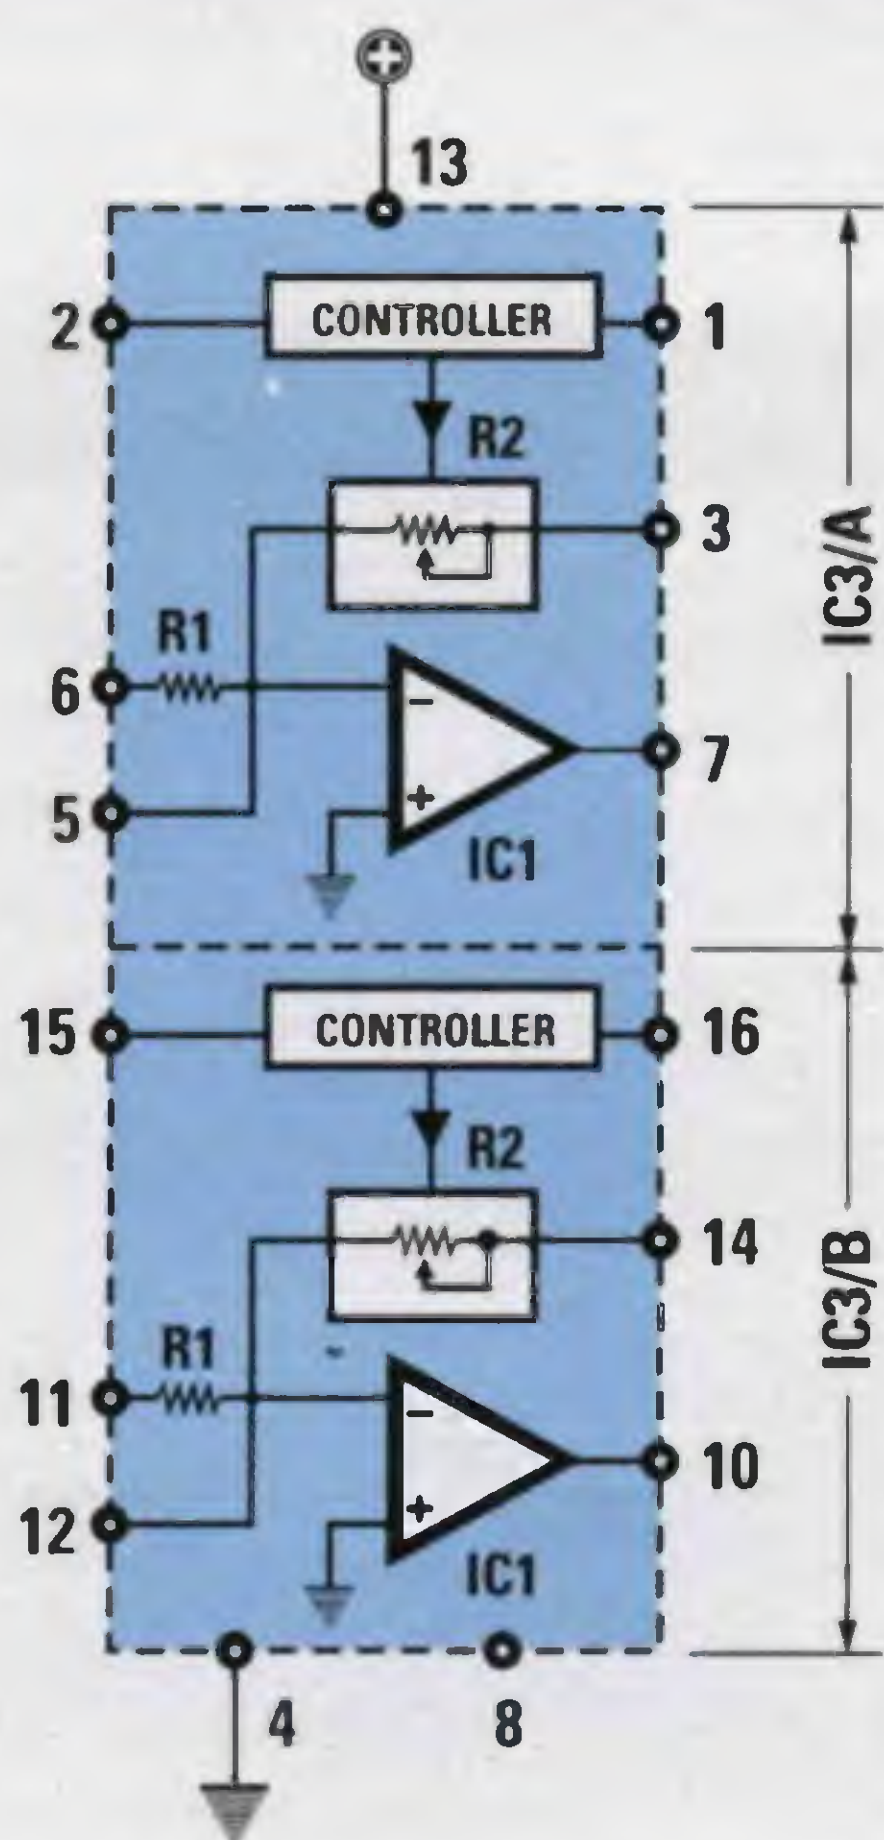 13
2 CONTROLLER 1
R2
3
IC3/A
R1
6 −
7
5 +
IC1
15 CONTROLLER 16
R2
14
IC3/B
R1
11 −
10
12 +
IC1
4 8